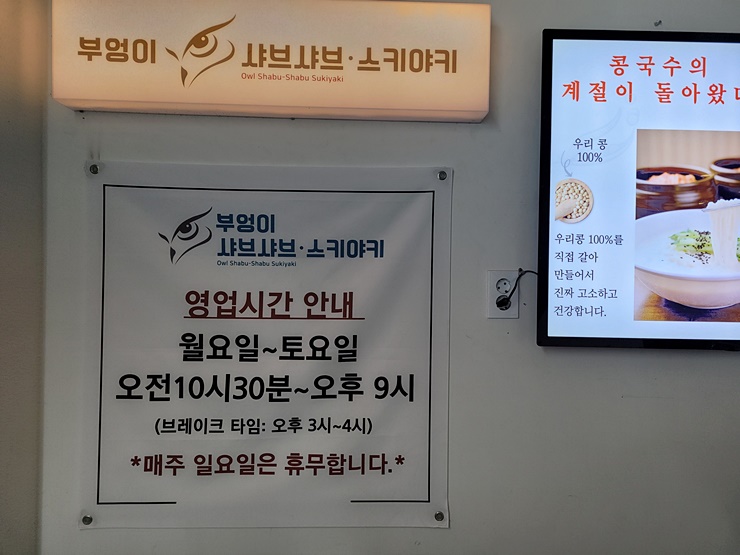 부엉이 샤브샤브·스키야키
Owl Shabu-Shabu Sukiyaki
부엉이
샤브샤브·스키야키
Owl Shabu-Shabu Sukiyaki
영업시간 안내
월요일~토요일
오전10시30분~오후 9시
(브레이크 타임: 오후 3시~4시)
*매주 일요일은 휴무합니다.*
콩국수의
계절이 돌아왔
우리 콩
100%
우리콩 100%를
직접 갈아
만들어서
진짜 고소하고
건강합니다.